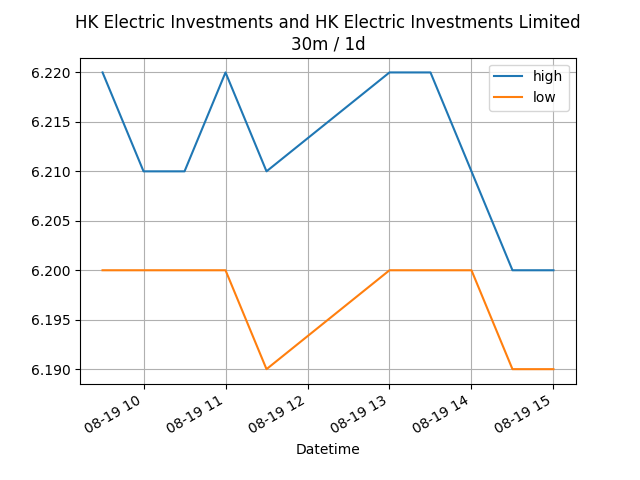 HK Electric Investments and HK Electric Investments Limited
30m / 1d
high
low
6.220
6.215
6.210
6.205
6.200
6.195
6.190
08-19 10
08-19 11
08-19 12
08-19 13
08-19 14
08-19 15
Datetime